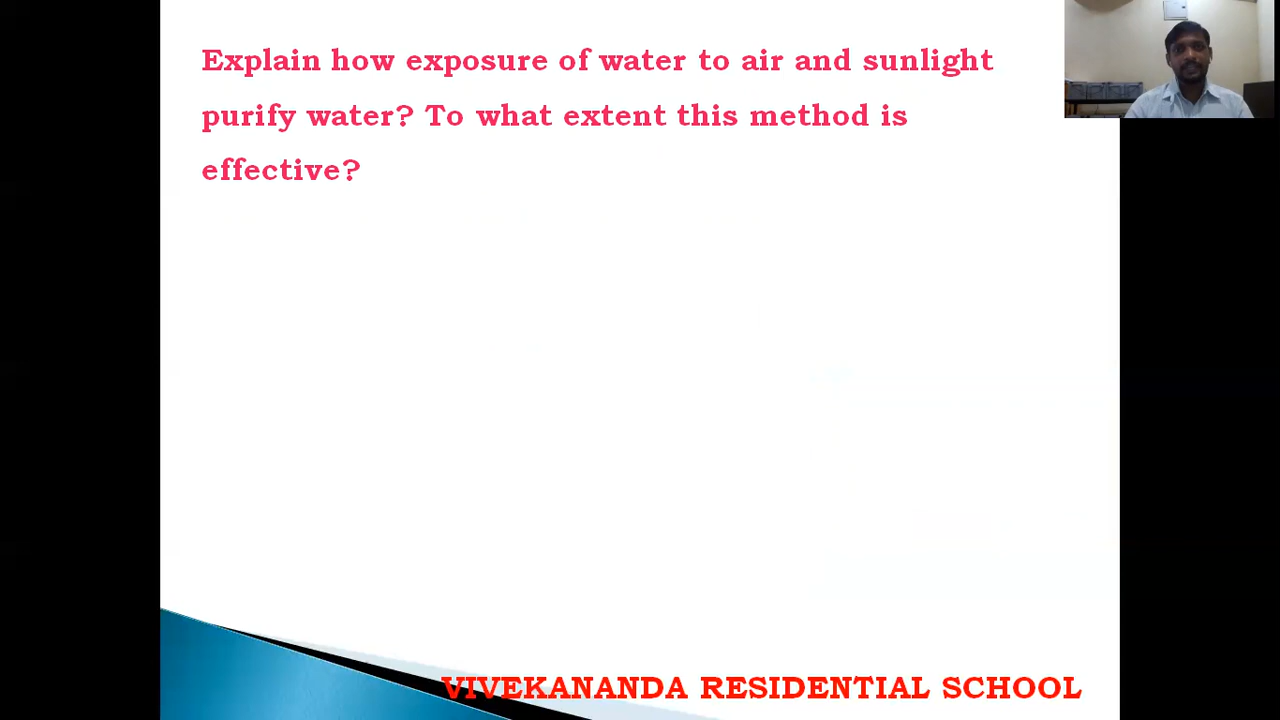 Explain how exposure of water to air and sunlight
purify water? To what extent this method is
effective?
VIVEKANANDA RESIDENTIAL SCHOOL